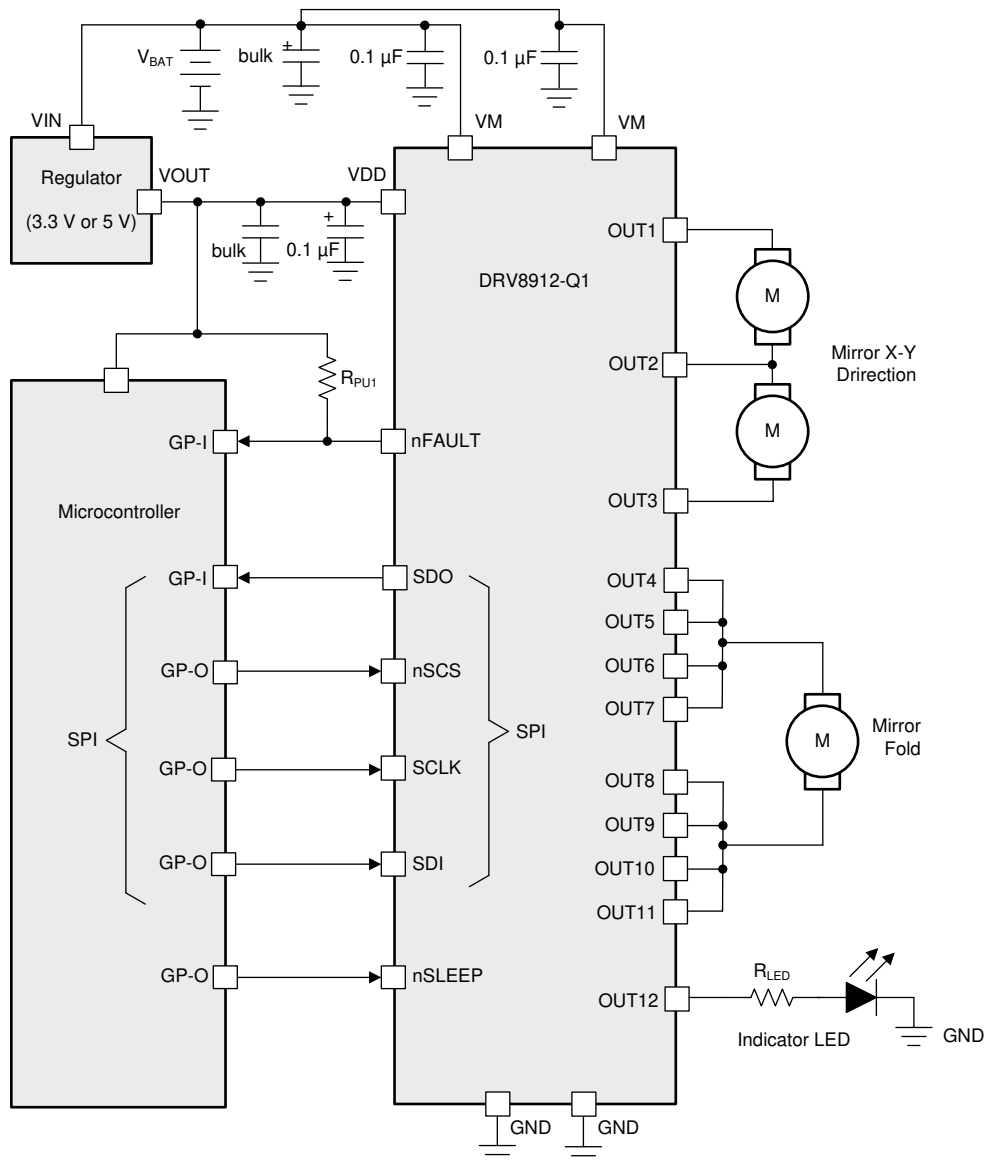 V_BAT
bulk
+
0.1 µF
0.1 µF
VIN
VM
VM
Regulator
(3.3 V or 5 V)
VOUT
VDD
bulk
0.1 µF
+
DRV8912-Q1
OUT1
M
OUT2
Mirror X-Y
Drirection
M
OUT3
R_PU1
GP-I
nFAULT
Microcontroller
GP-I
SDO
GP-O
nSCS
SPI
SPI
GP-O
SCLK
GP-O
SDI
GP-O
nSLEEP
OUT4
OUT5
OUT6
OUT7
M
Mirror
Fold
OUT8
OUT9
OUT10
OUT11
OUT12
R_LED
Indicator LED
GND
GND
GND